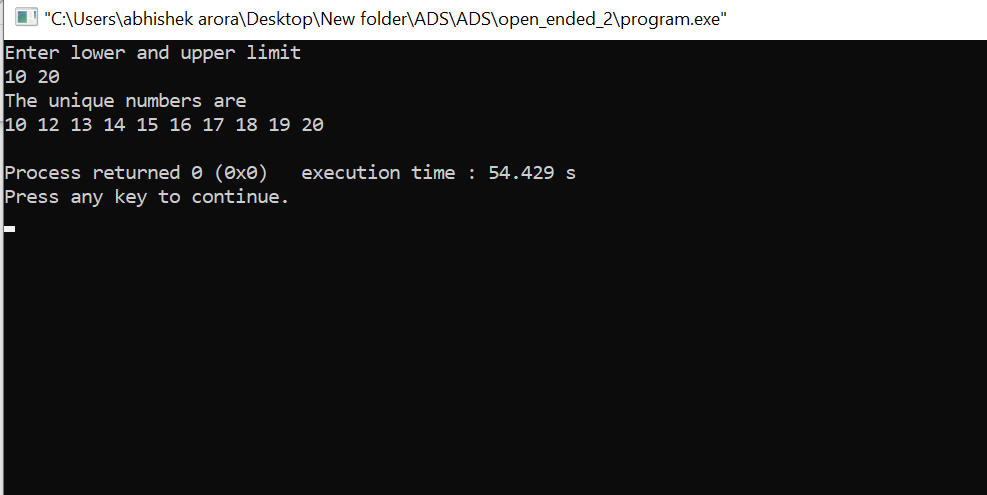 "C:\Users\abhishek arora\Desktop\New folder\ADS\ADS\open_ended_2\program.exe"
Enter lower and upper limit
10 20
The unique numbers are
10 12 13 14 15 16 17 18 19 20
Process returned 0 (0x0)   execution time : 54.429 s
Press any key to continue.